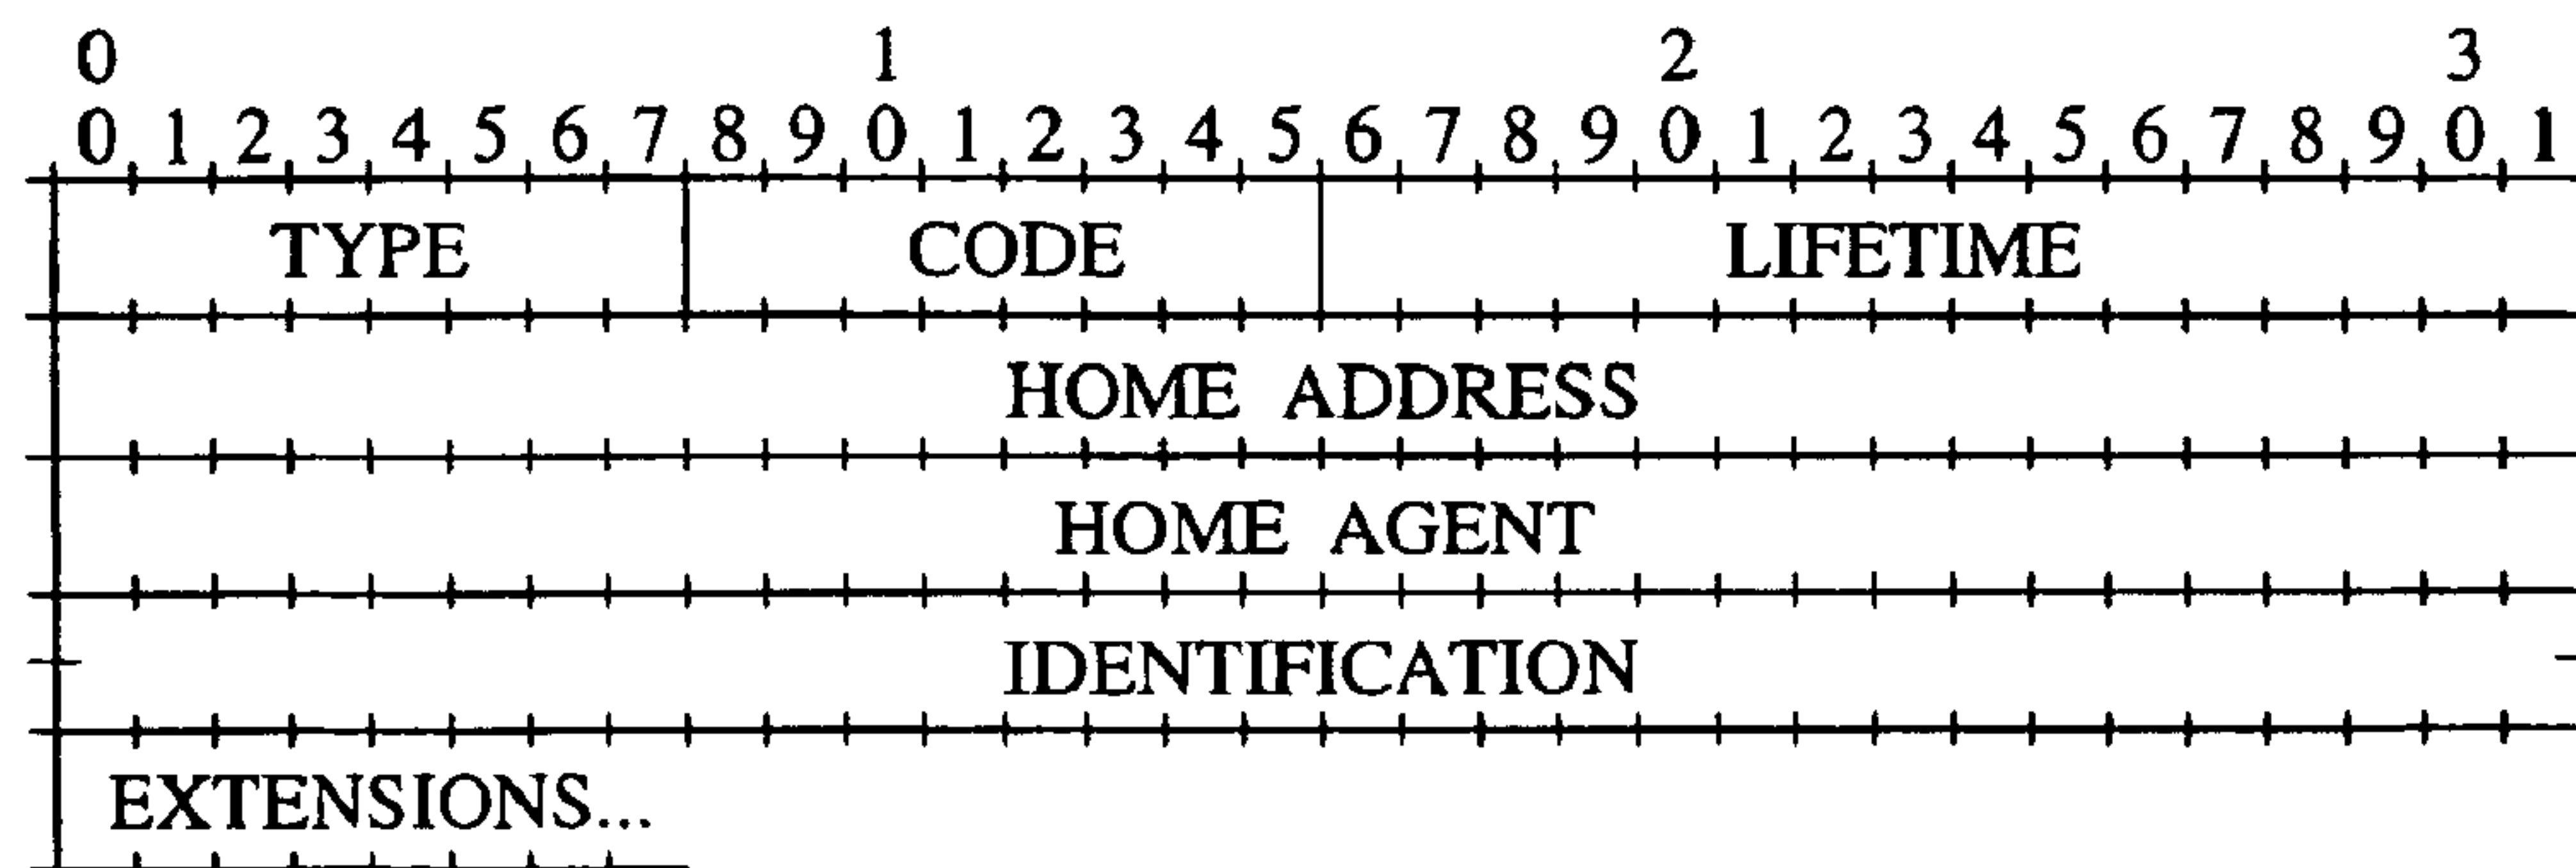 0 1 2 3
0 1 2 3 4 5 6 7 8 9 0 1 2 3 4 5 6 7 8 9 0 1 2 3 4 5 6 7 8 9 0 1
TYPE CODE LIFETIME
HOME ADDRESS
HOME AGENT
IDENTIFICATION
EXTENSIONS...